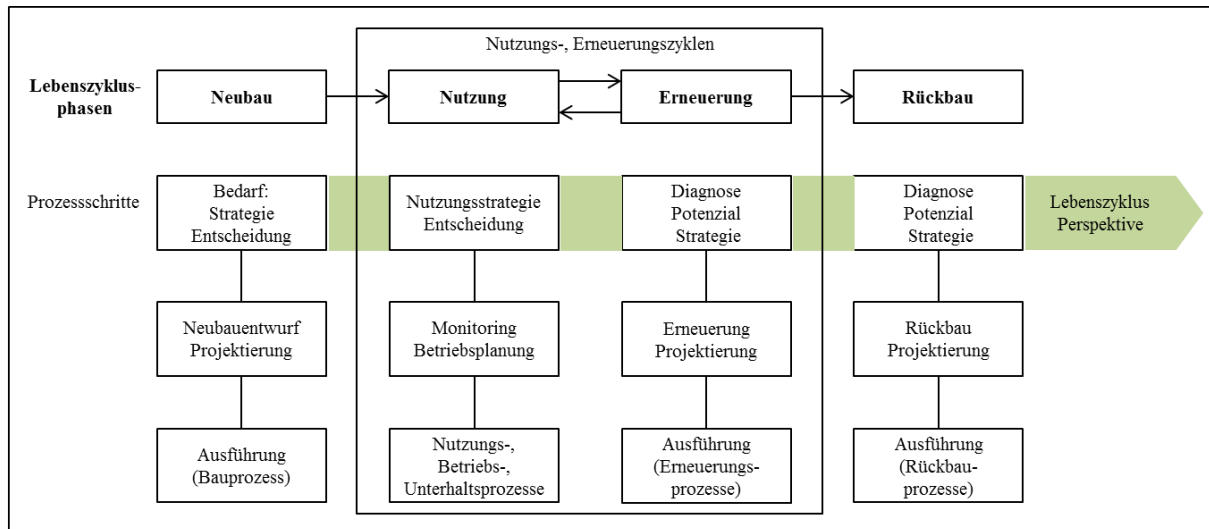 Nutzungs-, Erneuerungszyklen
Lebenszyklus-
phasen
Neubau
Nutzung
Erneuerung
Rückbau
Prozessschritte
Bedarf:
Strategie
Entscheidung
Nutzungsstrategie
Entscheidung
Diagnose
Potenzial
Strategie
Diagnose
Potenzial
Strategie
Lebenszyklus
Perspektive
Neubauentwurf
Projektierung
Monitoring
Betriebsplanung
Erneuerung
Projektierung
Rückbau
Projektierung
Ausführung
(Bauprozess)
Nutzungs-,
Betriebs-,
Unterhaltsprozesse
Ausführung
(Erneuerungs-
prozesse)
Ausführung
(Rückbau-
prozesse)